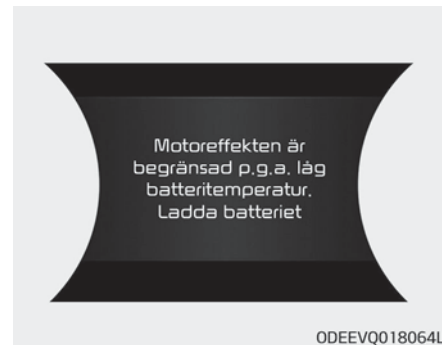 Motoreffekten är
begränsad p.g.a. låg
batteritemperatur.
Ladda batteriet
ODEEVQ018064L